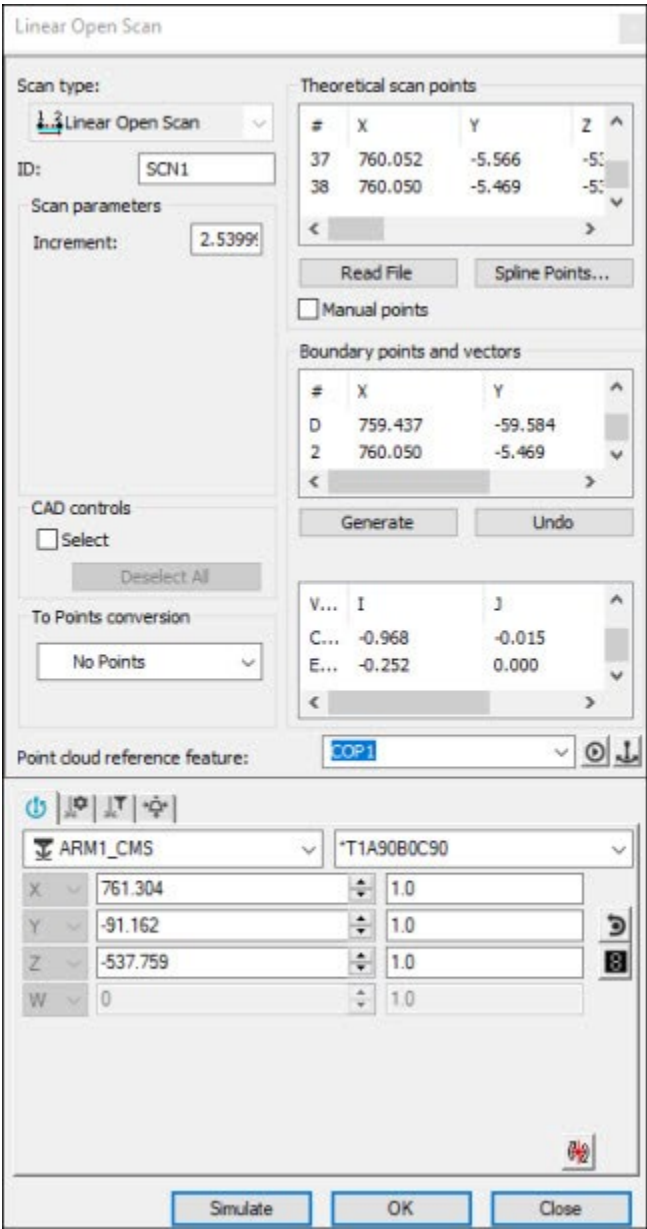 Linear Open Scan
Scan type:
Linear Open Scan
ID: SCN1
Scan parameters
Increment: 2.5399
CAD controls
Select
Deselect All
To Points conversion
No Points
Theoretical scan points
# X Y Z
37 760.052 -5.566
38 760.050 -5.469
Read File Spline Points...
Manual points
Boundary points and vectors
# X Y
D 759.437 -59.584
2 760.050 -5.469
Generate Undo
V... I J
C... -0.968 -0.015
E... -0.252 0.000
Point cloud reference feature: COP1
ARM1_CMS *T1A90B0C90
X 761.304 1.0
Y -91.162 1.0
Z -537.759 1.0
W 0 1.0
Simulate OK Close